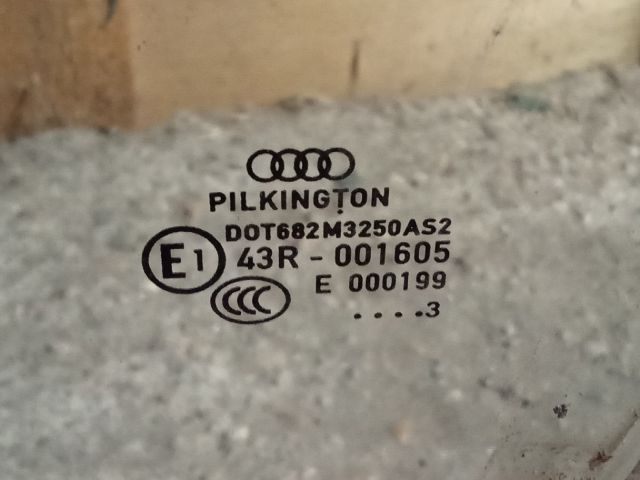 PILKINGTON
DOT682M3250AS2
E1 43R - 001605
CCC E 000199
....3